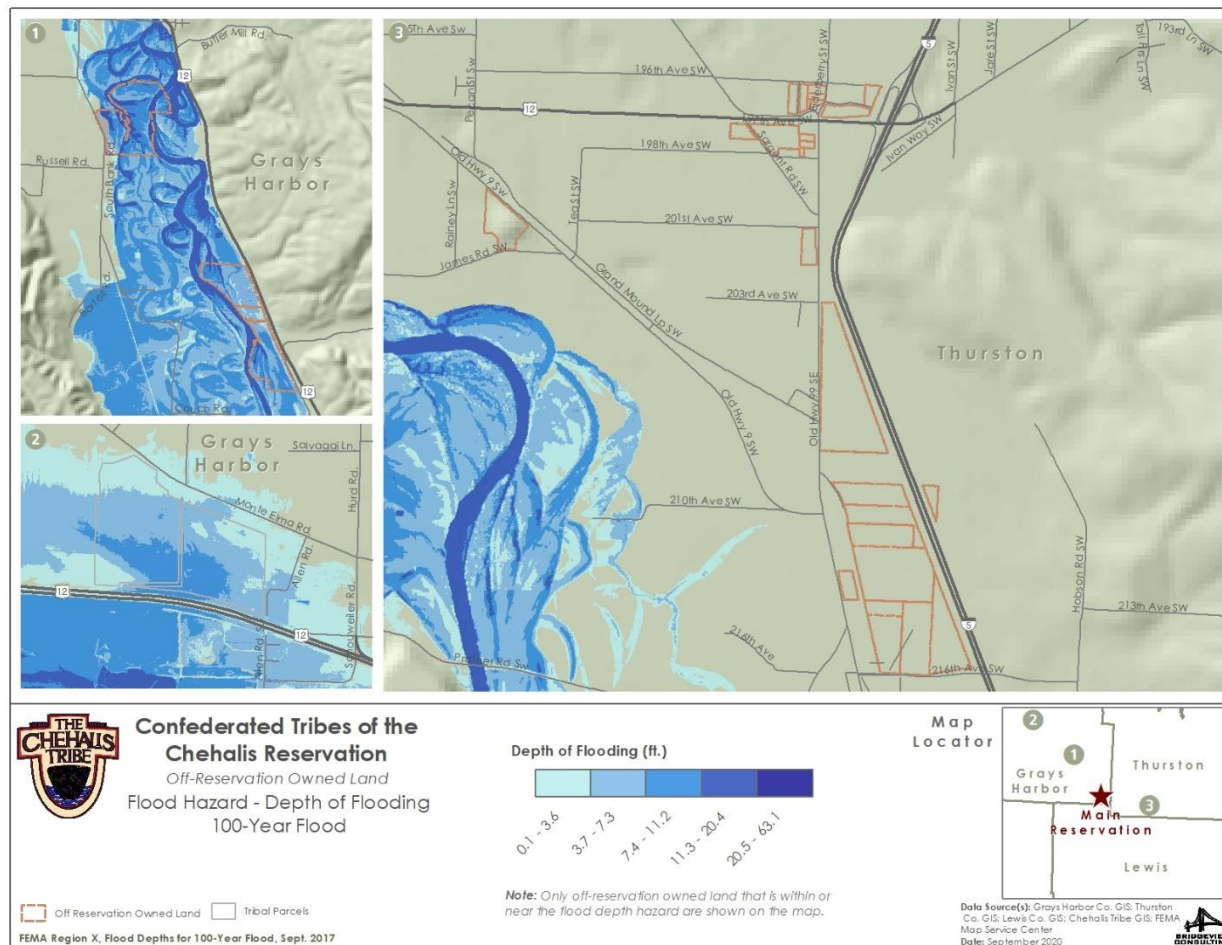 1
Butler Mill Rd.
12
Grays
Harbor
Russell Rd.
South Bank Rd.
12
Couch Rd.
2
Grays
Harbor
Salvaggi Ln
Hurd Rd.
Monte Elma Rd.
Allen Rd.
12
12
Allen Rd.
Schouweiler Rd.
3
5Th Ave SW
196th Ave SW
Pecan St SW
Elderberry St SW
5
Ivan St SW
Jare St SW
193rd Ln SW
12
197th Ave SW
198th Ave SW
Sargent Rd SW
Ivan Way SW
Old Hwy 9 SW
Rainey Ln SW
Tea St SW
201st Ave SW
James Rd SW
Grand Mound Lp SW
203rd Ave SW
Thurston
Old Hwy 99 SE
Old Hwy 9 SW
210th Ave SW
Hobson Rd SW
213th Ave SW
5
216th Ave
216th Ave SW
THE
CHEHALIS
TRIBE
Confederated Tribes of the
Chehalis Reservation
Off-Reservation Owned Land
Flood Hazard - Depth of Flooding
100-Year Flood
Off Reservation Owned Land
Tribal Parcels
FEMA Region X, Flood Depths for 100-Year Flood, Sept. 2017
Depth of Flooding (ft.)
0.1 - 3.6
3.7 - 7.3
7.4 - 11.2
11.3 - 20.4
20.5 - 63.1
Note: Only off-reservation owned land that is within or
near the flood depth hazard are shown on the map.
Map
Locator
2
1
Grays
Harbor
Thurston
3
Main
Reservation
Lewis
Data Source(s): Grays Harbor Co. GIS; Thurston
Co. GIS; Lewis Co. GIS; Chehalis Tribe GIS; FEMA
Map Service Center
Date: September 2020
BRIDGEVIEW
CONSULTING